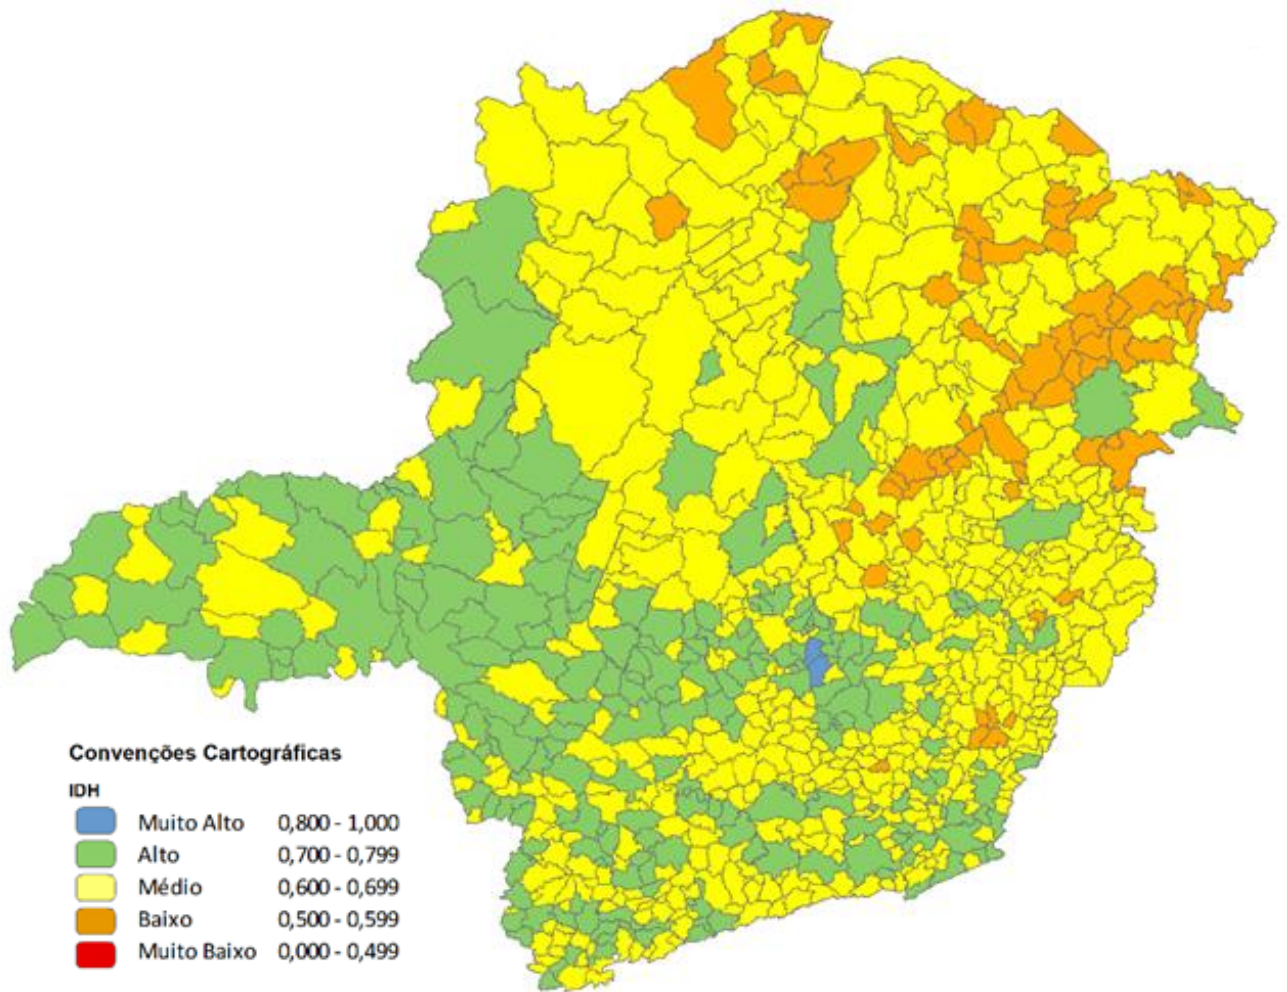 Convenções Cartográficas
IDH
Muito Alto 0,800 - 1,000
Alto 0,700 - 0,799
Médio 0,600 - 0,699
Baixo 0,500 - 0,599
Muito Baixo 0,000 - 0,499